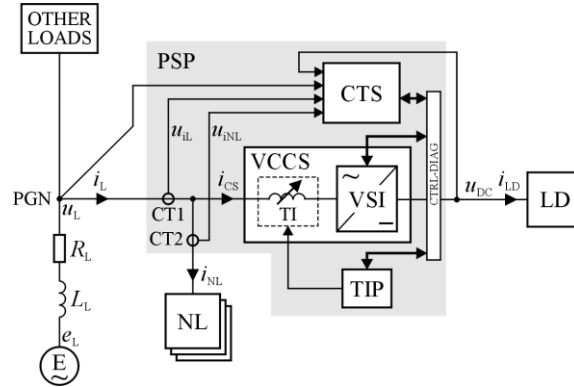 OTHER
LOADS
PSP
CTS
u_iL
u_iNL
VCCS
CTRL-DIAG
PGN
i_L
i_CS
~
VSI
–
u_DC
i_LD
LD
u_L
CT1
TI
CT2
R_L
i_NL
TIP
L_L
NL
e_L
E
~